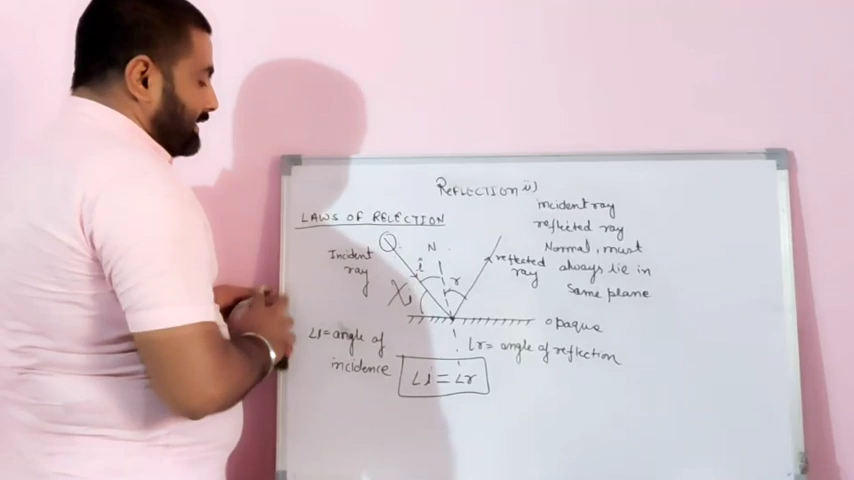 REFLECTION ii)
LAWS OF RELECTION
incident ray
reflected ray
Normal, must
always lie in
same plane
N
Incident
ray
i
r
reflected
ray
i
opaque
∠i = angle of
incidence
∠r = angle of reflection
∠i = ∠r